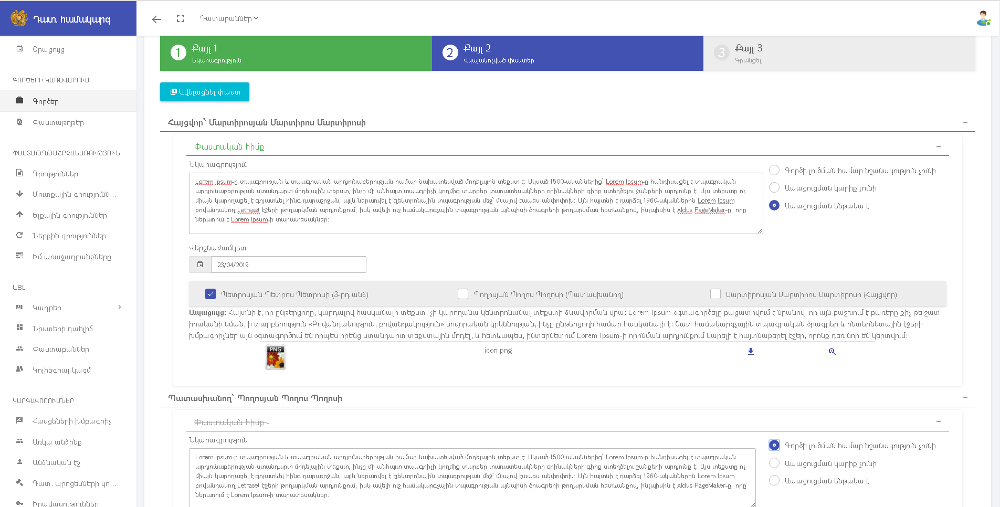 Դատ. համակարգ
Դատարաններ
Օրացույց
ԳՈՐԾԵՐԻ ԿԱՌԱՎԱՐՈՒՄ
Գործեր
Փաստաթղթեր
ՓԱՍՏԱԹՂԹԱՇՐՋԱՆԱՌՈՒԹՅՈՒՆ
Գրություններ
Մուտքային գրությունն...
Ելքային գրություններ
Ներքին գրություններ
Իմ առաջադրանքները
ԱՅԼ
Կադրեր
Նիստերի դահլիճ
Փաստաբաններ
Կոլիեգիալ կազմ
ԿԱՐԳԱՎՈՐՈՒՄՆԵՐ
Հասցեների խմբագրիչ
Առկա անձինք
Անձնական էջ
Դատ. պրոցեսների կո...
Իրավասություններ
1 Քայլ 1
Նկարագրություն
2 Քայլ 2
Վկայակոչված փաստեր
3 Քայլ 3
Գրանցել
Ավելացնել փաստ
Հայցվոր՝ Մարտիրոսյան Մարտիրոս Մարտիրոսի
Փաստական հիմք
Նկարագրություն
Lorem Ipsum-ը տպագրության և տպագրական արդյունաբերության համար նախատեսված մոդելային տեքստ է: Սկսած 1500-ականներից՝ Lorem Ipsum-ը հանդիսացել է տպագրական
արդյունաբերության ստանդարտ մոդելային տեքստ, ինչը մի անհայտ տպագրիչի կողմից տարբեր տառատեսակների օրինակների գիրք ստեղծելու ջանքերի արդյունք է: Այս տեքստը ոչ
միայն կարողացել է գոյատևել հինգ դարաշրջան, այլև ներառվել է էլեկտրոնային տպագրության մեջ՝ մնալով էապես անփոփոխ: Այն հայտնի է դարձել 1960-ականներին Lorem Ipsum
բովանդակող Letraset էջերի թողարկման արդյունքում, իսկ ավելի ուշ համակարգչային տպագրության այնպիսի ծրագրերի թողարկման հետևանքով, ինչպիսին է Aldus PageMaker-ը, որը
ներառում է Lorem Ipsum-ի տարատեսակներ:
Գործի լուծման համար նշանակություն չունի
Ապացուցման կարիք չունի
Ապացուցման ենթակա է
Վերջնաժամկետ
23/04/2019
Պետրոսյան Պետրոս Պետրոսի (3-րդ անձ)
Պողոսյան Պողոս Պողոսի (Պատասխանող)
Մարտիրոսյան Մարտիրոս Մարտիրոսի (Հայցվոր)
Ապացույց: Հայտնի է, որ ընթերցողը, կարդալով հասկանալի տեքստ, չի կարողանա կենտրոնանալ տեքստի ձևավորման վրա: Lorem Ipsum օգտագործելը բացատրվում է նրանով, որ այն բաշխում է բառերը քիչ թե շատ
իրականի նման, ի տարբերություն «Բովանդակություն, բովանդակություն» սովորական կրկննություն, ինչը ընթերցողի համար հասկանալի է: Շատ համակարգչային տպագրական ծրագրեր և ինտերնետային էջերի
խմբագրիչներ այն օգտագործում են որպես իրենց ստանդարտ տեքստային մոդել, և հետևապես, ինտերնետում Lorem Ipsum-ի որոնման արդյունքում կարելի է հայտնաբերել էջեր, որոնք դեռ նոր են կերտվում:
PNG
icon.png
Պատասխանող՝ Պողոսյան Պողոս Պողոսի
Փաստական հիմք -
Նկարագրություն
Lorem Ipsum-ը տպագրության և տպագրական արդյունաբերության համար նախատեսված մոդելային տեքստ է: Սկսած 1500-ականներից՝ Lorem Ipsum-ը հանդիսացել է տպագրական
արդյունաբերության ստանդարտ մոդելային տեքստ, ինչը մի անհայտ տպագրիչի կողմից տարբեր տառատեսակների օրինակների գիրք ստեղծելու ջանքերի արդյունք է: Այս տեքստը ոչ
միայն կարողացել է գոյատևել հինգ դարաշրջան, այլև ներառվել է էլեկտրոնային տպագրության մեջ՝ մնալով էապես անփոփոխ: Այն հայտնի է դարձել 1960-ականներին Lorem Ipsum
բովանդակող Letraset էջերի թողարկման արդյունքում, իսկ ավելի ուշ համակարգչային տպագրության այնպիսի ծրագրերի թողարկման հետևանքով, ինչպիսին է Aldus PageMaker-ը, որը
ներառում է Lorem Ipsum-ի տարատեսակներ:
Գործի լուծման համար նշանակություն չունի
Ապացուցման կարիք չունի
Ապացուցման ենթակա է